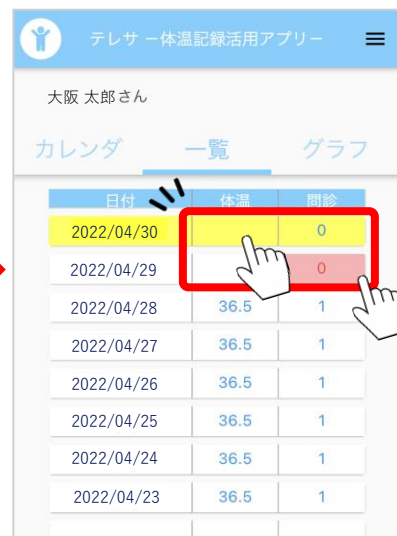 テレサ －体温記録活用アプリ－
大阪 太郎さん
カレンダ 一覧 グラフ
日付 体温 問診
2022/04/30 0
2022/04/29 0
2022/04/28 36.5 1
2022/04/27 36.5 1
2022/04/26 36.5 1
2022/04/25 36.5 1
2022/04/24 36.5 1
2022/04/23 36.5 1